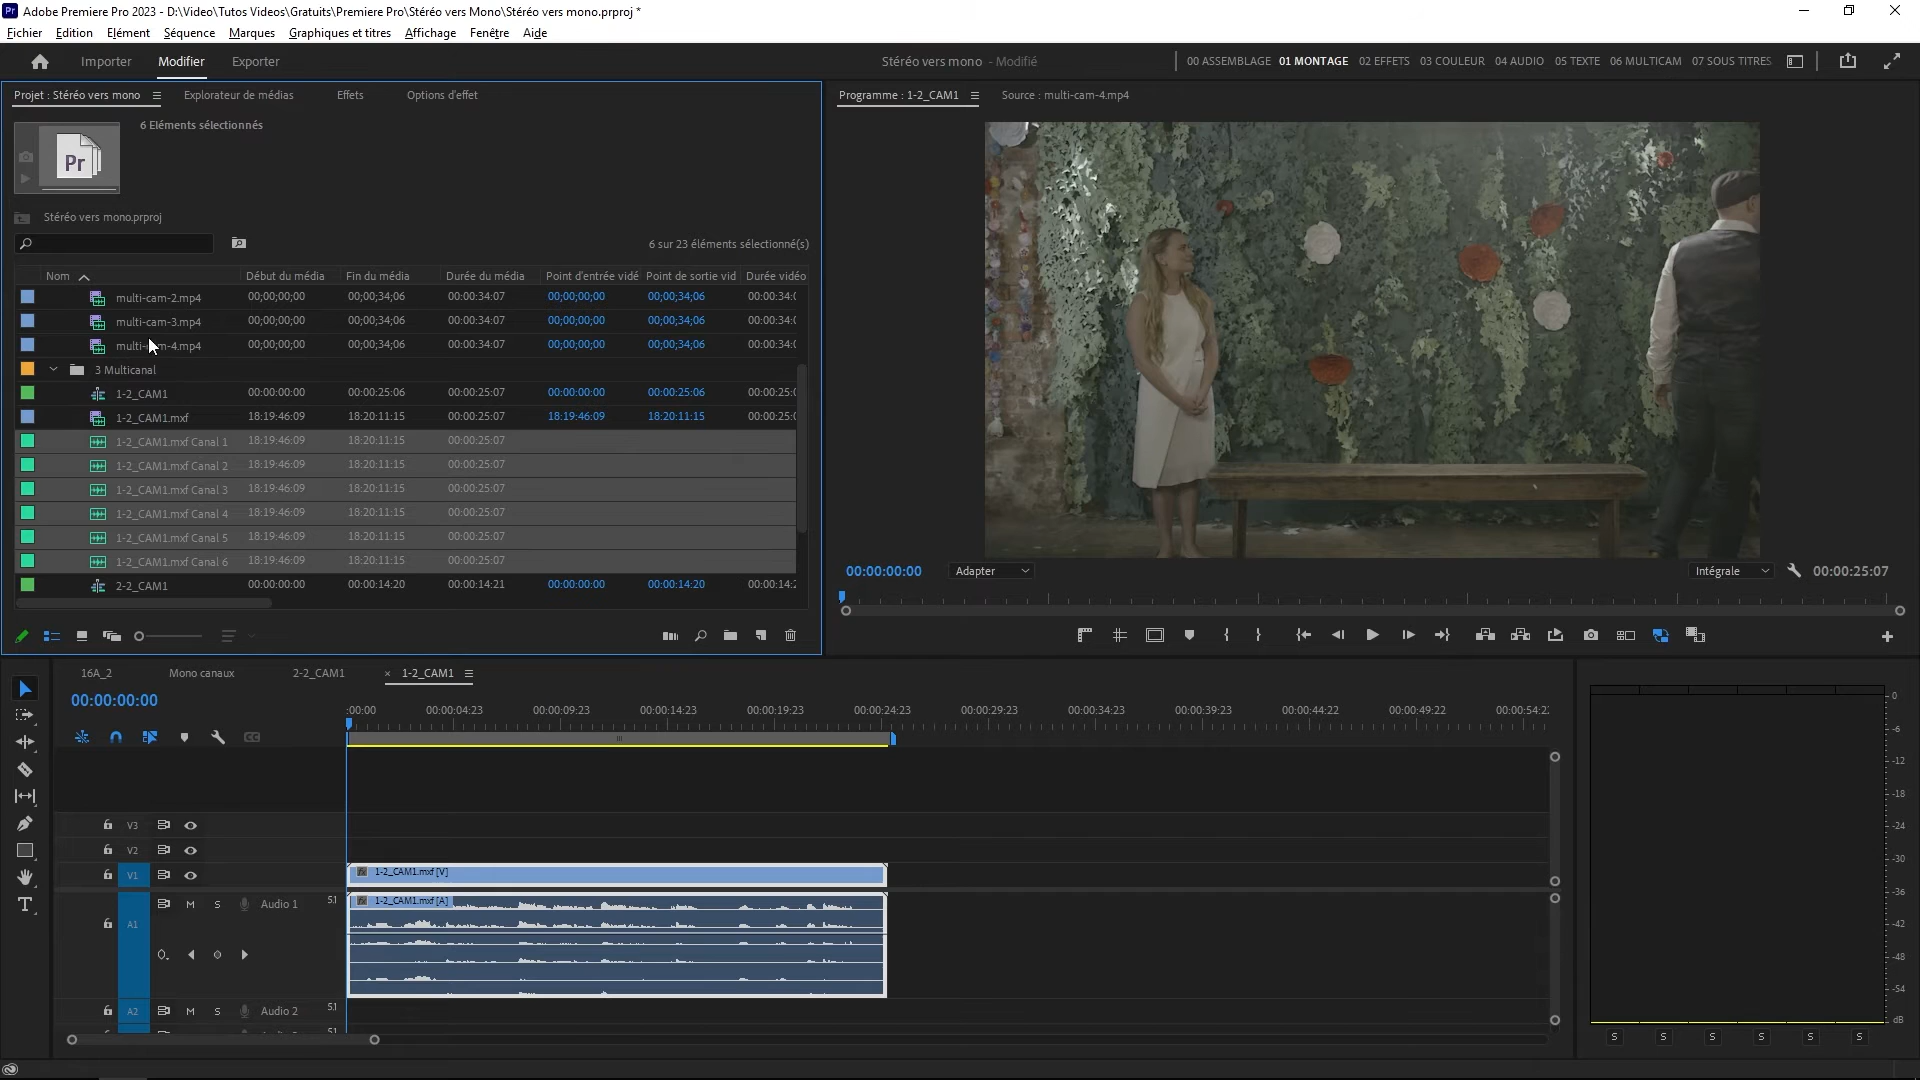 Adobe Premiere Pro 2023 - D:\Video\Tutos Videos\Gratuits\Premiere Pro\Stéréo vers Mono\Stéréo vers mono.prproj *
Fichier Edition Elément Séquence Marques Graphiques et titres Affichage Fenêtre Aide
Importer Modifier Exporter
Stéréo vers mono - Modifié
00 ASSEMBLAGE 01 MONTAGE 02 EFFETS 03 COULEUR 04 AUDIO 05 TEXTE 06 MULTICAM 07 SOUS TITRES
Projet : Stéréo vers mono Explorateur de médias Effets Options d'effet
6 Eléments sélectionnés
Pr
Stéréo vers mono.prproj
6 sur 23 éléments sélectionné(s)
Nom Début du média Fin du média Durée du média Point d'entrée vidé Point de sortie vid Durée vidéo
multi-cam-2.mp4 00;00;00;00 00;00;34;06 00:00:34:07 00;00;00;00 00;00;34;06 00:00:34:0
multi-cam-3.mp4 00;00;00;00 00;00;34;06 00:00:34:07 00;00;00;00 00;00;34;06 00:00:34:0
multi-cam-4.mp4 00;00;00;00 00;00;34;06 00:00:34:07 00;00;00;00 00;00;34;06 00:00:34:0
3 Multicanal
1-2_CAM1 00:00:00:00 00:00:25:06 00:00:25:07 00:00:00:00 00:00:25:06 00:00:25:0
1-2_CAM1.mxf 18:19:46:09 18:20:11:15 00:00:25:07 18:19:46:09 18:20:11:15 00:00:25:0
1-2_CAM1.mxf Canal 1 18:19:46:09 18:20:11:15 00:00:25:07
1-2_CAM1.mxf Canal 2 18:19:46:09 18:20:11:15 00:00:25:07
1-2_CAM1.mxf Canal 3 18:19:46:09 18:20:11:15 00:00:25:07
1-2_CAM1.mxf Canal 4 18:19:46:09 18:20:11:15 00:00:25:07
1-2_CAM1.mxf Canal 5 18:19:46:09 18:20:11:15 00:00:25:07
1-2_CAM1.mxf Canal 6 18:19:46:09 18:20:11:15 00:00:25:07
2-2_CAM1 00:00:00:00 00:00:14:20 00:00:14:21 00:00:00:00 00:00:14:20 00:00:14:2
Programme : 1-2_CAM1 Source : multi-cam-4.mp4
00:00:00:00 Adapter Intégrale 00:00:25:07
16A_2 Mono canaux 2-2_CAM1 × 1-2_CAM1
00:00:00:00
:00:00 00:00:04:23 00:00:09:23 00:00:14:23 00:00:19:23 00:00:24:23 00:00:29:23 00:00:34:23 00:00:39:23 00:00:44:22 00:00:49:22 00:00:54:2
V3
V2
V1 1-2_CAM1.mxf [V]
A1 M S Audio 1 5.1 1-2_CAM1.mxf [A]
A2 M S Audio 2 5.1
0
-6
-12
-18
-24
-30
-36
-42
-48
-54
dB
S S S S S S